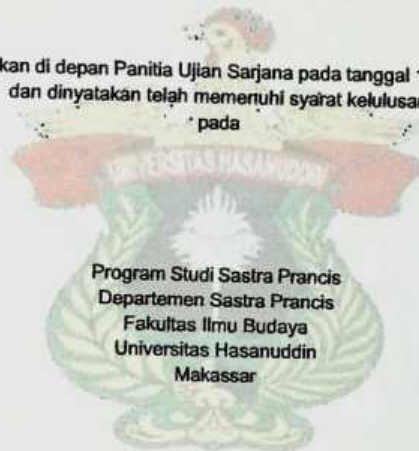 kan di depan Panitia Ujian Sarjana pada tanggal
dan dinyatakan telah memenuhi syarat kelulusan
pada
UNIVERSITAS HASANUDDIN
Program Studi Sastra Prancis
Departemen Sastra Prancis
Fakultas Ilmu Budaya
Universitas Hasanuddin
Makassar